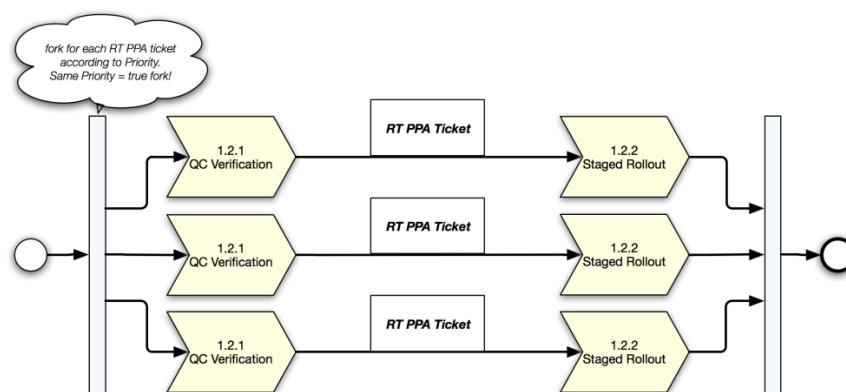 fork for each RT PPA ticket
according to Priority.
Same Priority = true fork!
1.2.1
QC Verification
RT PPA Ticket
1.2.2
Staged Rollout
1.2.1
QC Verification
RT PPA Ticket
1.2.2
Staged Rollout
1.2.1
QC Verification
RT PPA Ticket
1.2.2
Staged Rollout